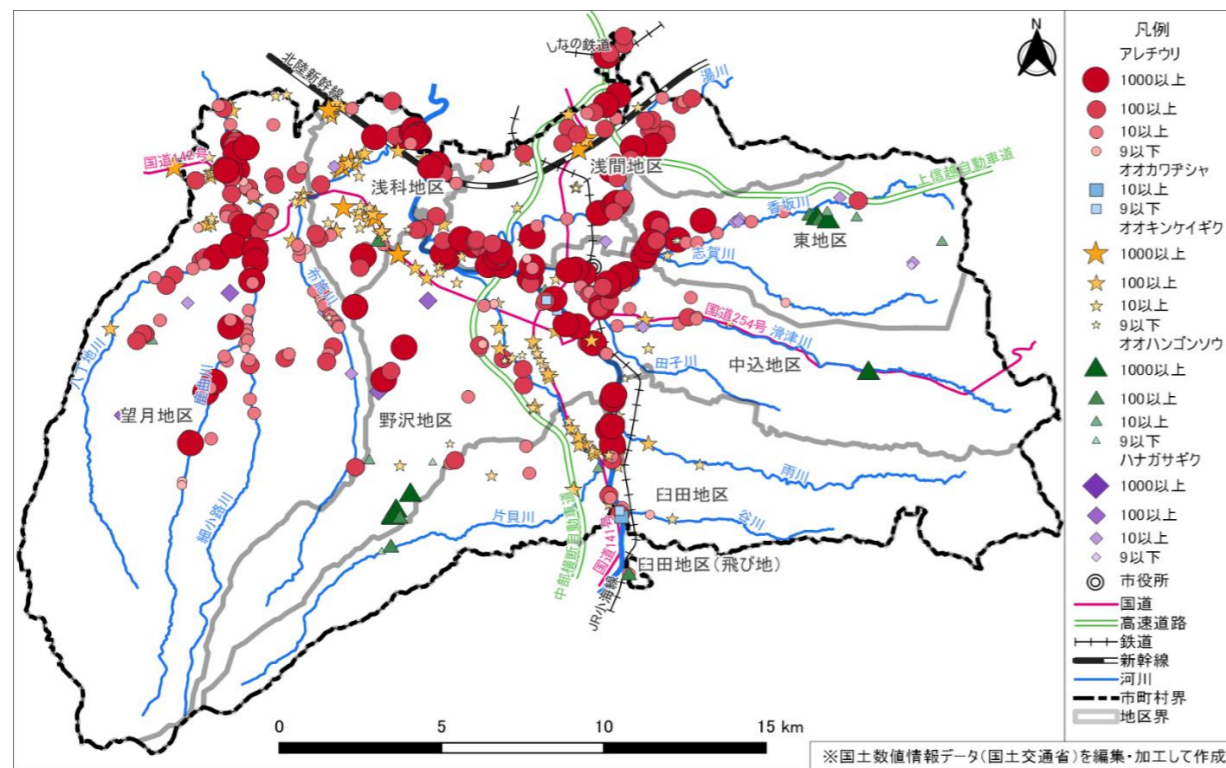 しなの鉄道
北陸新幹線
湯川
国道142号
浅科地区
浅間地区
上信越自動車道
香坂川
東地区
志賀川
布施川
国道254号
滑津川
八丁地川
鹿曲川
田子川
中込地区
望月地区
野沢地区
雨川
臼田地区
細小路川
片貝川
谷川
中部横断自動車道
国道141号
臼田地区(飛び地)
JR小海線
0 5 10 15 km
N
凡例
アレチウリ
1000以上
100以上
10以上
9以下
オオカワヂシャ
10以上
9以下
オオキンケイギク
1000以上
100以上
10以上
9以下
オオハンゴンソウ
1000以上
100以上
10以上
9以下
ハナガサギク
1000以上
100以上
10以上
9以下
市役所
国道
高速道路
鉄道
新幹線
河川
市町村界
地区界
※国土数値情報データ(国土交通省)を編集・加工して作成